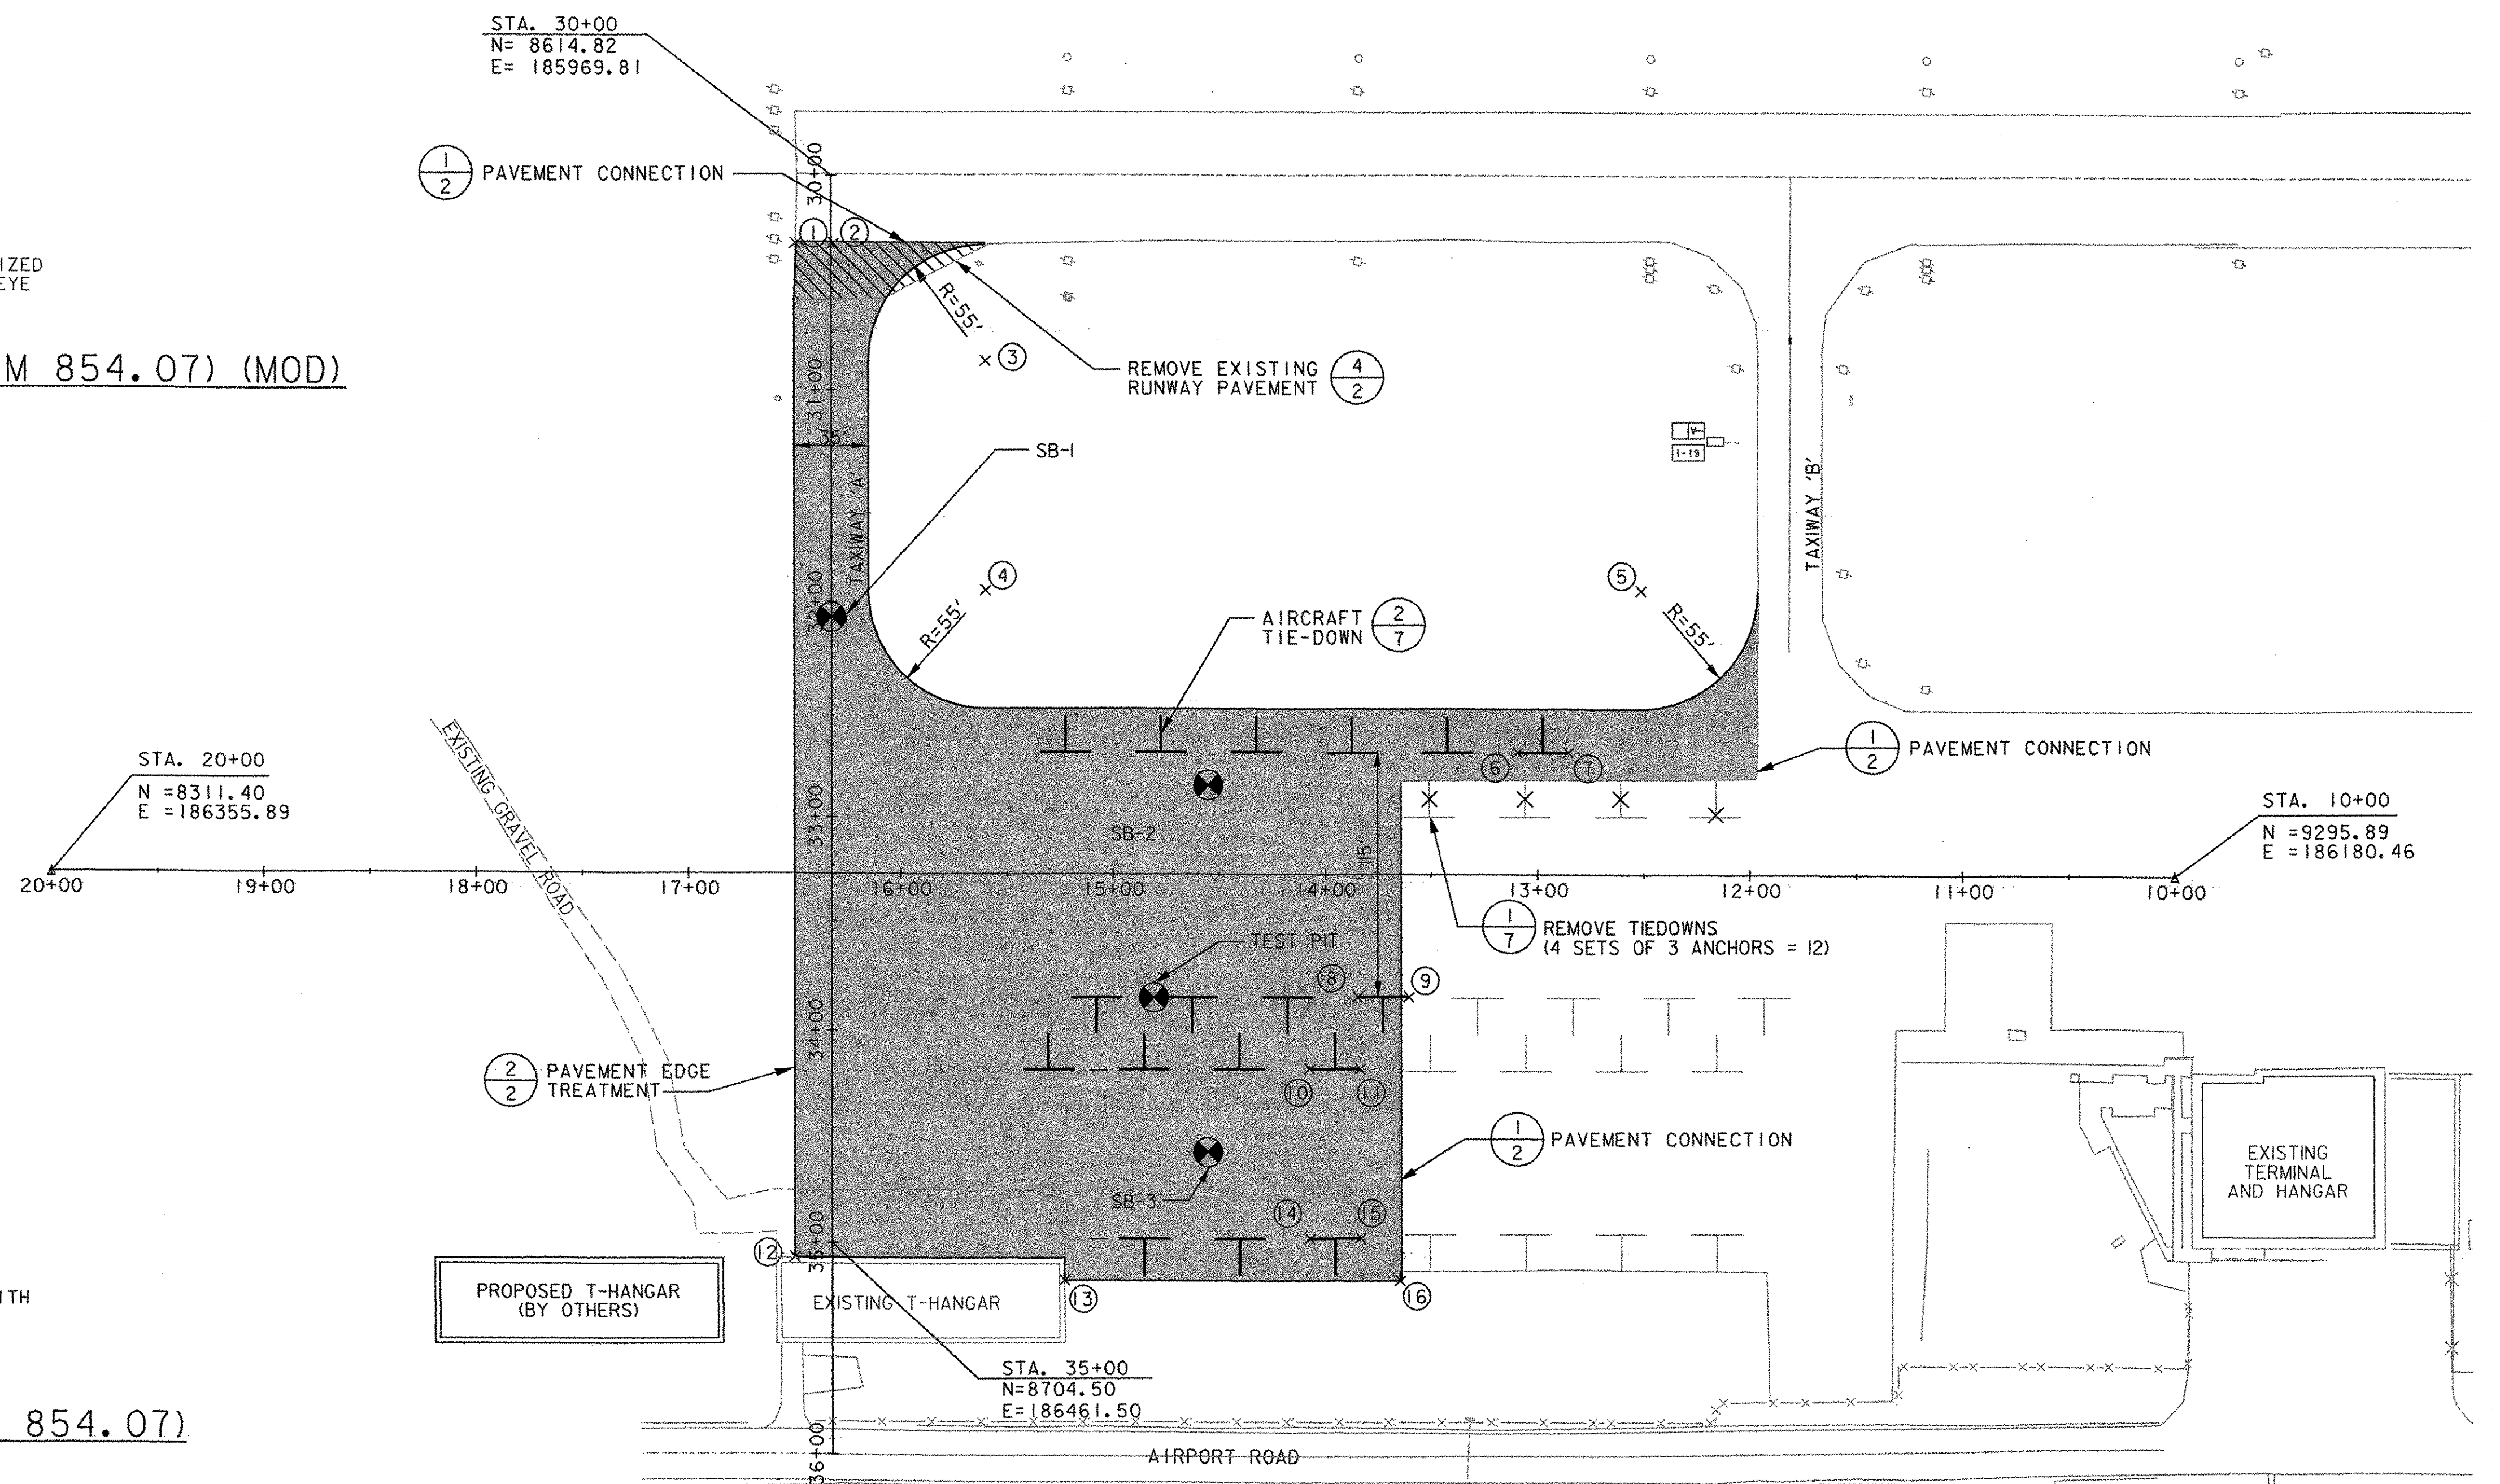 STA. 30+00
N= 8614.82
E= 185969.81
1
2
PAVEMENT CONNECTION
30+00
1
2
IZED
EYE
R=55'
3
REMOVE EXISTING
RUNWAY PAVEMENT
4
2
M 854.07) (MOD)
31+00
35'
SB-1
1-19
TAXIWAY 'A'
TAXIWAY 'B'
32+00
4
5
R=55'
R=55'
AIRCRAFT
TIE-DOWN
2
7
EXISTING GRAVEL ROAD
STA. 20+00
N =8311.40
E =186355.89
6
7
1
2
PAVEMENT CONNECTION
33+00
SB-2
115'
STA. 10+00
N =9295.89
E =186180.46
20+00
19+00
18+00
17+00
16+00
15+00
14+00
13+00
12+00
11+00
10+00
1
7
REMOVE TIEDOWNS
(4 SETS OF 3 ANCHORS = 12)
TEST PIT
8
9
34+00
2
2
PAVEMENT EDGE
TREATMENT
10
11
1
2
PAVEMENT CONNECTION
EXISTING
TERMINAL
AND HANGAR
SB-3
14
15
35+00
12
13
16
PROPOSED T-HANGAR
(BY OTHERS)
EXISTING T-HANGAR
ITH
STA. 35+00
N=8704.50
E=186461.50
854.07)
36+00
AIRPORT ROAD